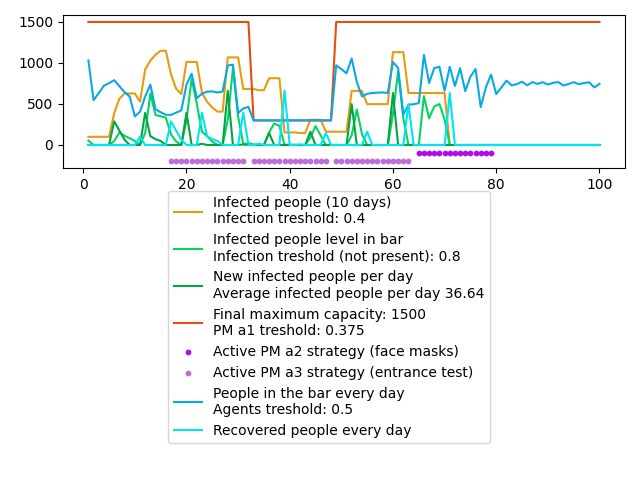 1500
1000
500
0
0
20
40
60
80
100
Infected people (10 days)
Infection treshold: 0.4
Infected people level in bar
Infection treshold (not present): 0.8
New infected people per day
Average infected people per day 36.64
Final maximum capacity: 1500
PM a1 treshold: 0.375
Active PM a2 strategy (face masks)
Active PM a3 strategy (entrance test)
People in the bar every day
Agents treshold: 0.5
Recovered people every day